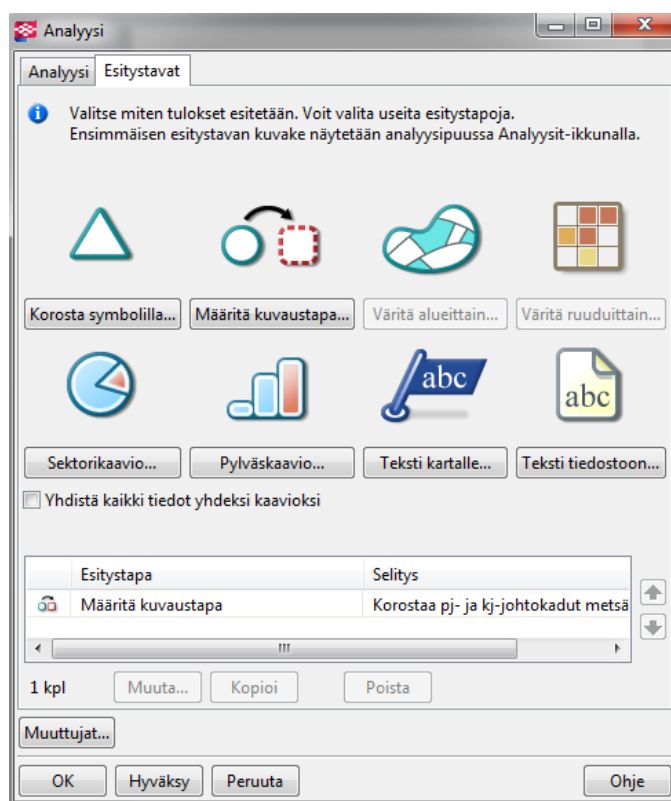 Analyysi
Analyysi Esitystavat
Valitse miten tulokset esitetään. Voit valita useita esitystapoja.
Ensimmäisen esitystavan kuvake näytetään analyysipuussa Analyysit-ikkunalla.
Korosta symbolilla... Määritä kuvaustapa... Väritä alueittain... Väritä ruuduittain...
abc abc
Sektorikaavio... Pylväskaavio... Teksti kartalle... Teksti tiedostoon...
Yhdistä kaikki tiedot yhdeksi kaavioksi
Esitystapa Selitys
Määritä kuvaustapa Korostaa pj- ja kj-johtokadut metsä
1 kpl Muuta... Kopioi Poista
Muuttujat...
OK Hyväksy Peruuta Ohje